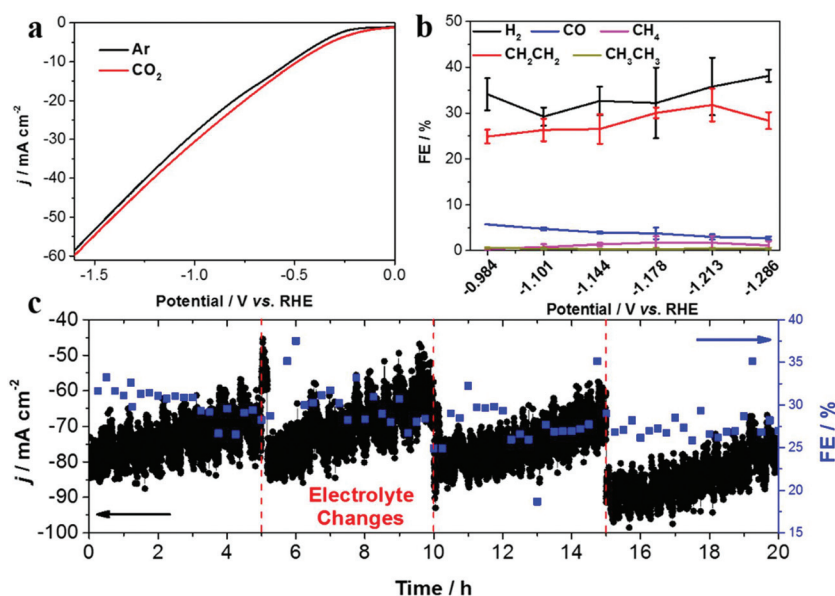 a
Ar
CO2
j / mA cm-2
0
-10
-20
-30
-40
-50
-60
-1.5
-1.0
-0.5
0.0
Potential / V vs. RHE
b
H2
CO
CH4
CH2CH2
CH3CH3
FE / %
50
40
30
20
10
0
-0.984
-1.101
-1.144
-1.178
-1.213
-1.286
Potential / V vs. RHE
c
j / mA cm-2
-40
-50
-60
-70
-80
-90
-100
Electrolyte
Changes
40
35
30
25
20
15
FE / %
0 2 4 6 8 10 12 14 16 18 20
Time / h